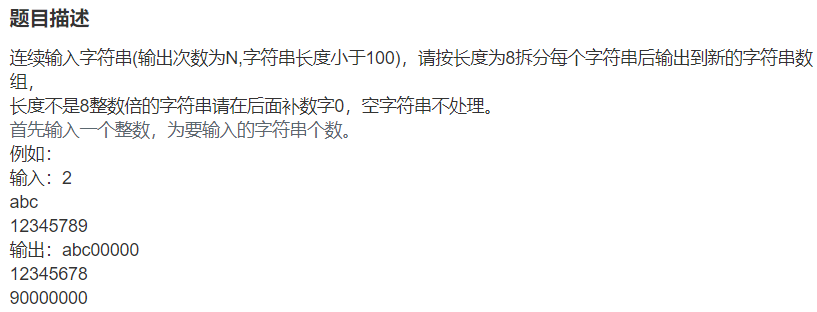 题目描述
连续输入字符串(输出次数为N,字符串长度小于100)，请按长度为8拆分每个字符串后输出到新的字符串数
组，
长度不是8整数倍的字符串请在后面补数字0，空字符串不处理。
首先输入一个整数，为要输入的字符串个数。
例如：
输入：2
abc
12345789
输出：abc00000
12345678
90000000